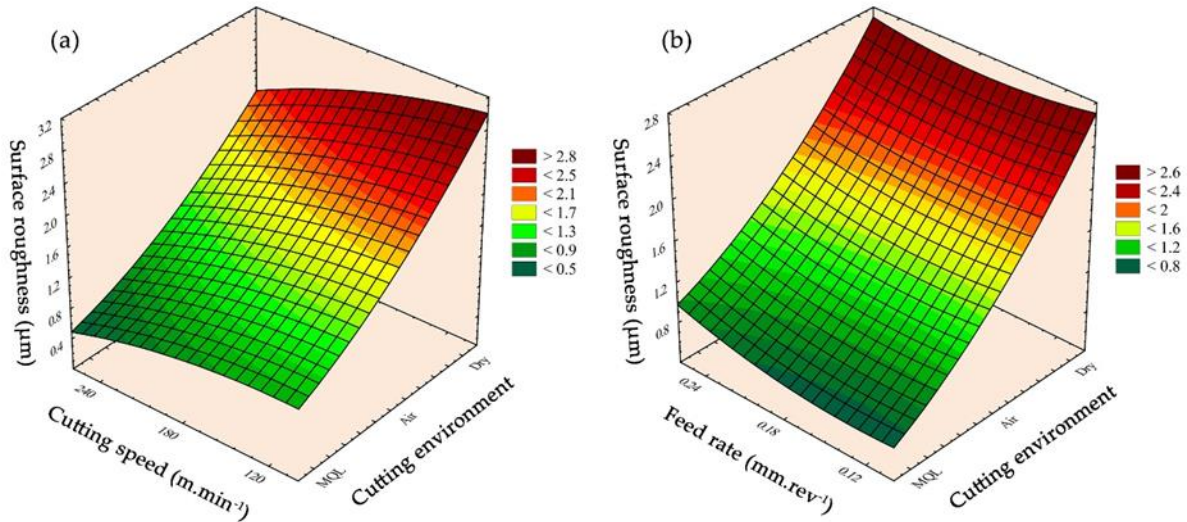 (a)
Surface roughness (µm)
3.2
2.8
2.4
2.0
1.6
1.2
0.8
0.4
240
180
120
Cutting speed (m.min⁻¹)
MQL
Air
Dry
Cutting environment
> 2.8
< 2.5
< 2.1
< 1.7
< 1.3
< 0.9
< 0.5
(b)
Surface roughness (µm)
2.8
2.4
2.0
1.6
1.2
0.8
0.24
0.18
0.12
Feed rate (mm.rev⁻¹)
MQL
Air
Dry
Cutting environment
> 2.6
< 2.4
< 2
< 1.6
< 1.2
< 0.8